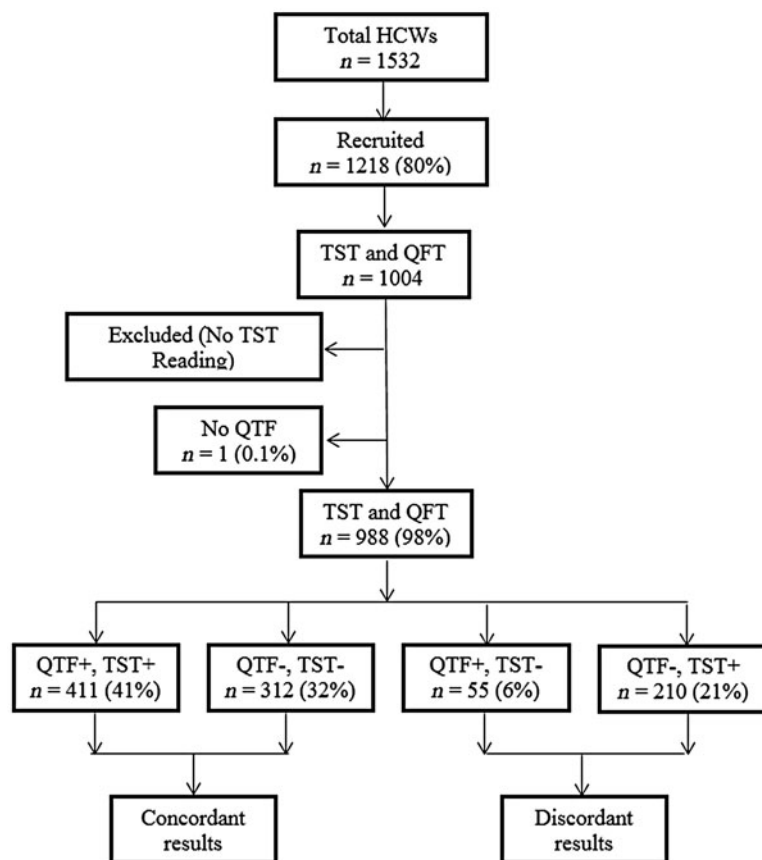 Total HCWs
n = 1532
Recruited
n = 1218 (80%)
TST and QFT
n = 1004
Excluded (No TST
Reading)
No QTF
n = 1 (0.1%)
TST and QFT
n = 988 (98%)
QTF+, TST+
n = 411 (41%)
QTF-, TST-
n = 312 (32%)
QTF+, TST-
n = 55 (6%)
QTF-, TST+
n = 210 (21%)
Concordant
results
Discordant
results